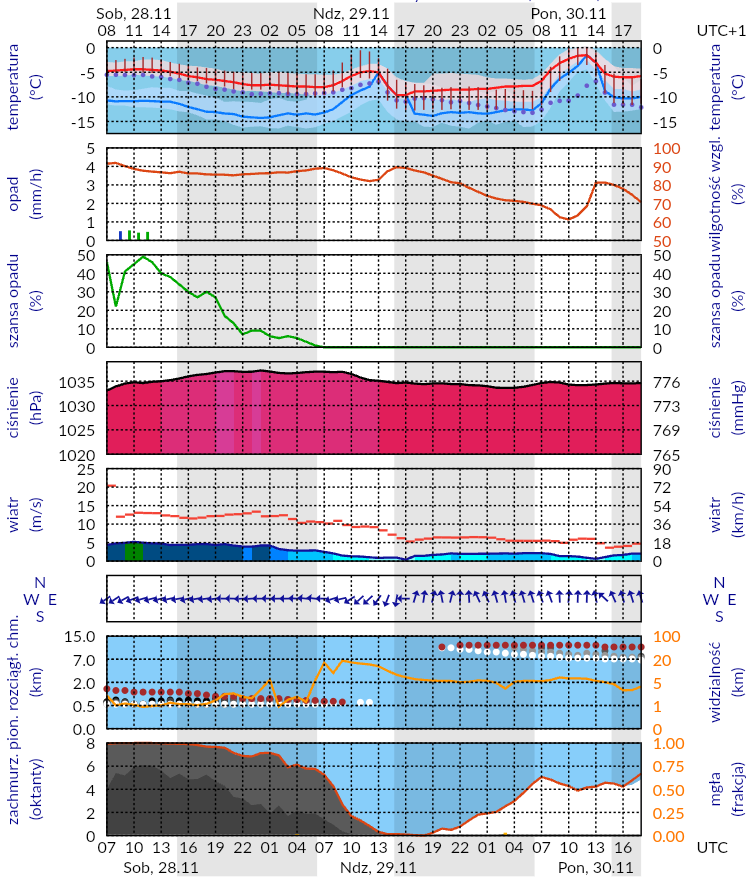 Sob, 28.11 Ndz, 29.11 Pon, 30.11
08 11 14 17 20 23 02 05 08 11 14 17 20 23 02 05 08 11 14 17 UTC+1
temperatura (°C)
0 0
-5 -5
-10 -10
-15 -15
temperatura (°C)
opad (mm/h)
5 100
4 90
3 80
2 70
1 60
0 50
wilgotność wzgl. (%)
szansa opadu (%)
50 50
40 40
30 30
20 20
10 10
0 0
szansa opadu (%)
ciśnienie (hPa)
1035 776
1030 773
1025 769
1020 765
ciśnienie (mmHg)
wiatr (m/s)
25 90
20 72
15 54
10 36
5 18
0 0
wiatr (km/h)
N N
W E W E
S S
pion. rozciągł. chm. (km)
15.0 100
7.0 20
2.0 5
0.5 1
0.0 0
widzialność (km)
zachmurz. (oktanty)
8 1.00
6 0.75
4 0.50
2 0.25
0 0.00
mgła (frakcja)
07 10 13 16 19 22 01 04 07 10 13 16 19 22 01 04 07 10 13 16 UTC
Sob, 28.11 Ndz, 29.11 Pon, 30.11